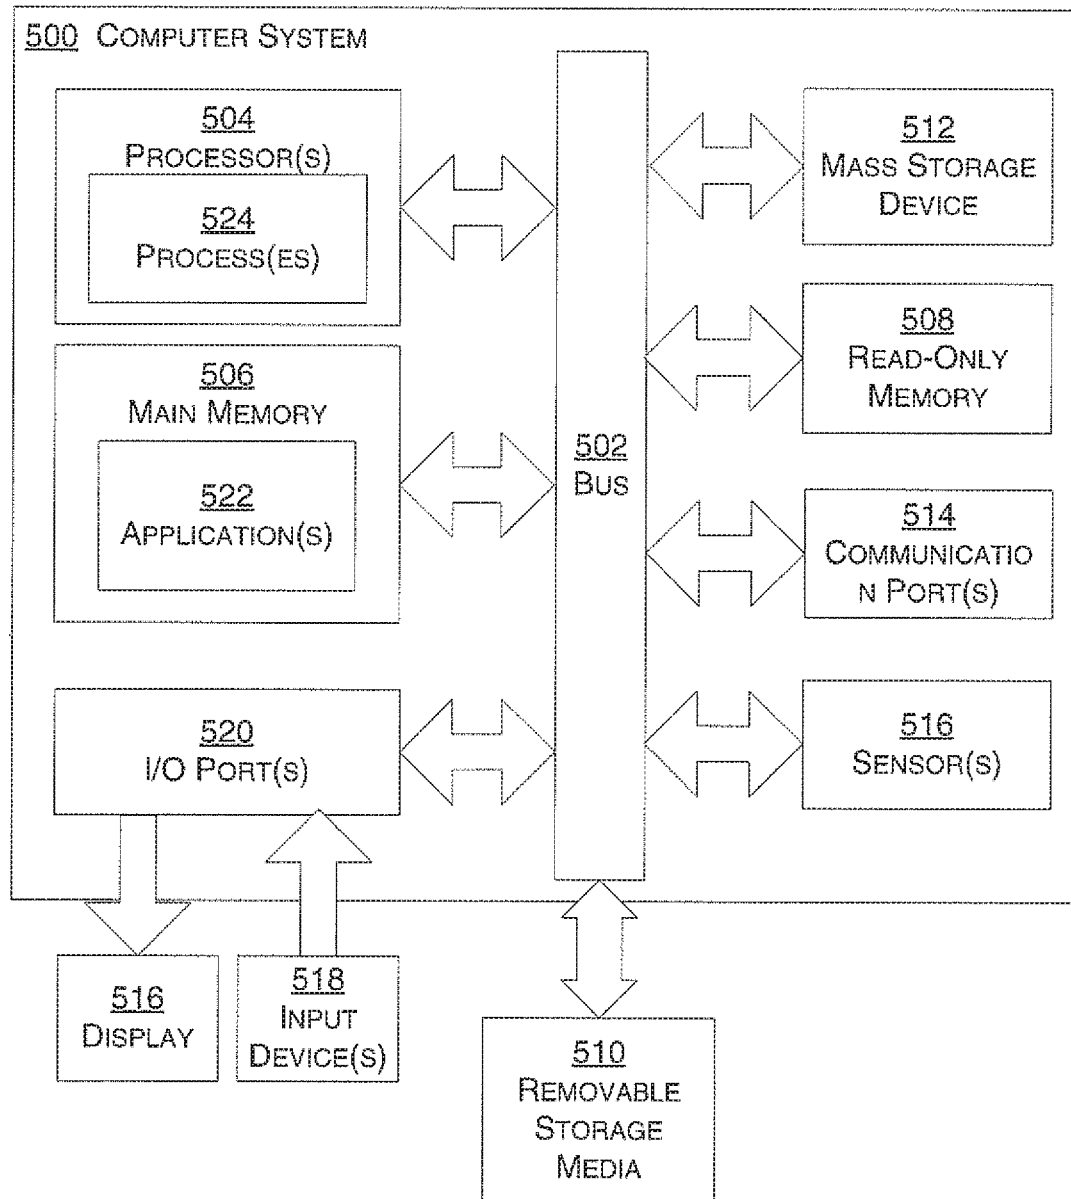 500 COMPUTER SYSTEM
504
PROCESSOR(S)
524
PROCESS(ES)
506
MAIN MEMORY
522
APPLICATION(S)
520
I/O PORT(S)
502
BUS
512
MASS STORAGE
DEVICE
508
READ-ONLY
MEMORY
514
COMMUNICATIO
N PORT(S)
516
SENSOR(S)
516
DISPLAY
518
INPUT
DEVICE(S)
510
REMOVABLE
STORAGE
MEDIA